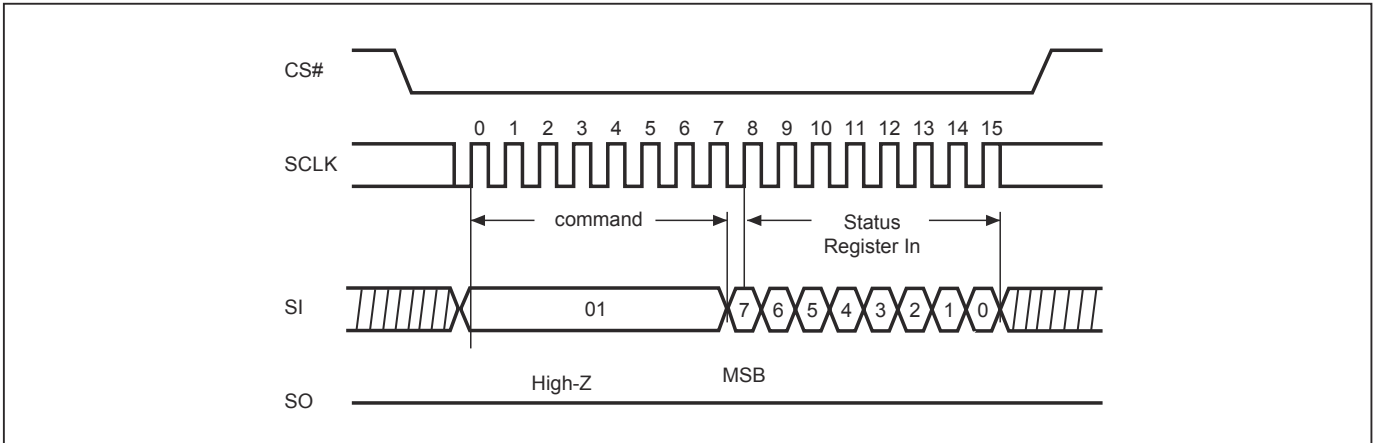 CS#
0 1 2 3 4 5 6 7 8 9 10 11 12 13 14 15
SCLK
command
Status
Register In
SI
01
7 6 5 4 3 2 1 0
High-Z
MSB
SO